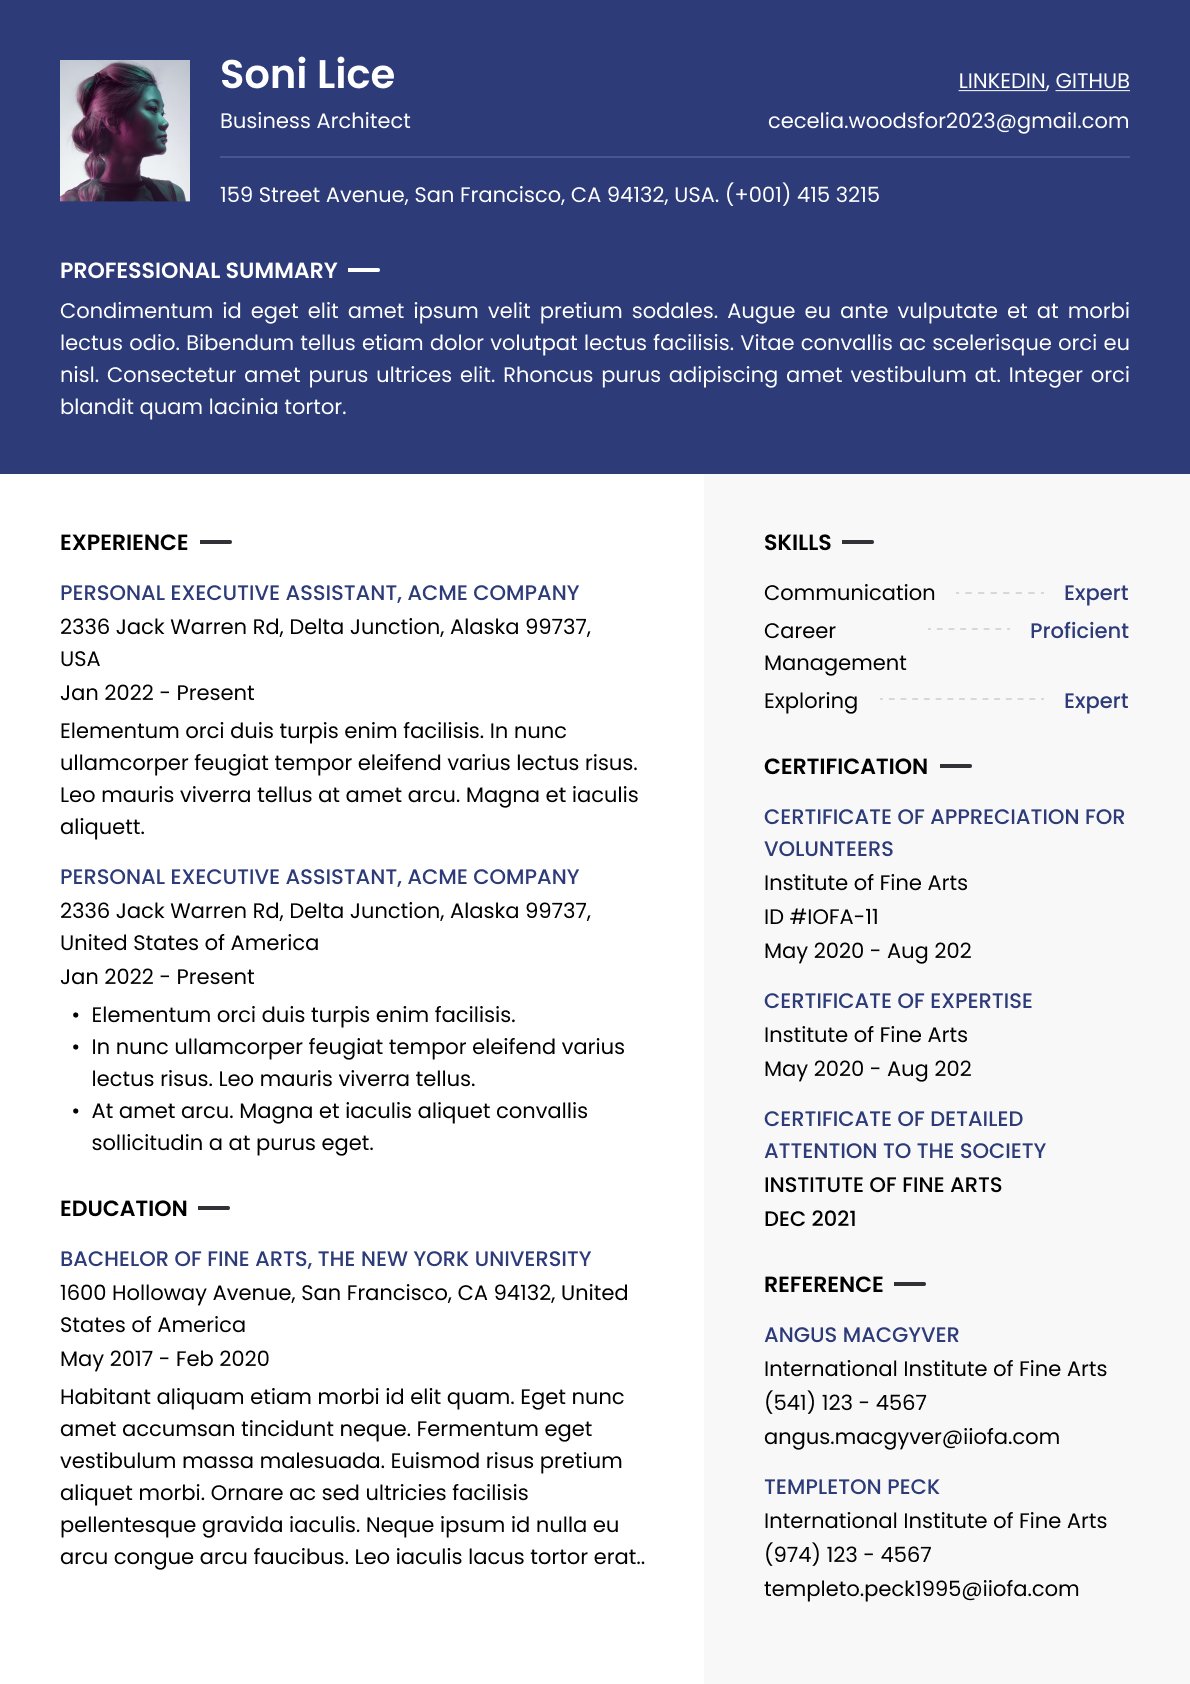 Soni Lice
LINKEDIN, GITHUB
Business Architect
cecelia.woodsfor2023@gmail.com
159 Street Avenue, San Francisco, CA 94132, USA. (+001) 415 3215
PROFESSIONAL SUMMARY
Condimentum id eget elit amet ipsum velit pretium sodales. Augue eu ante vulputate et at morbi
lectus odio. Bibendum tellus etiam dolor volutpat lectus facilisis. Vitae convallis ac scelerisque orci eu
nisl. Consectetur amet purus ultrices elit. Rhoncus purus adipiscing amet vestibulum at. Integer orci
blandit quam lacinia tortor.
EXPERIENCE
PERSONAL EXECUTIVE ASSISTANT, ACME COMPANY
2336 Jack Warren Rd, Delta Junction, Alaska 99737,
USA
Jan 2022 - Present
Elementum orci duis turpis enim facilisis. In nunc
ullamcorper feugiat tempor eleifend varius lectus risus.
Leo mauris viverra tellus at amet arcu. Magna et iaculis
aliquett.
PERSONAL EXECUTIVE ASSISTANT, ACME COMPANY
2336 Jack Warren Rd, Delta Junction, Alaska 99737,
United States of America
Jan 2022 - Present
• Elementum orci duis turpis enim facilisis.
• In nunc ullamcorper feugiat tempor eleifend varius
lectus risus. Leo mauris viverra tellus.
• At amet arcu. Magna et iaculis aliquet convallis
sollicitudin a at purus eget.
EDUCATION
BACHELOR OF FINE ARTS, THE NEW YORK UNIVERSITY
1600 Holloway Avenue, San Francisco, CA 94132, United
States of America
May 2017 - Feb 2020
Habitant aliquam etiam morbi id elit quam. Eget nunc
amet accumsan tincidunt neque. Fermentum eget
vestibulum massa malesuada. Euismod risus pretium
aliquet morbi. Ornare ac sed ultricies facilisis
pellentesque gravida iaculis. Neque ipsum id nulla eu
arcu congue arcu faucibus. Leo iaculis lacus tortor erat..
SKILLS
Communication Expert
Career Proficient
Management
Exploring Expert
CERTIFICATION
CERTIFICATE OF APPRECIATION FOR
VOLUNTEERS
Institute of Fine Arts
ID #IOFA-11
May 2020 - Aug 202
CERTIFICATE OF EXPERTISE
Institute of Fine Arts
May 2020 - Aug 202
CERTIFICATE OF DETAILED
ATTENTION TO THE SOCIETY
INSTITUTE OF FINE ARTS
DEC 2021
REFERENCE
ANGUS MACGYVER
International Institute of Fine Arts
(541) 123 - 4567
angus.macgyver@iiofa.com
TEMPLETON PECK
International Institute of Fine Arts
(974) 123 - 4567
templeto.peck1995@iiofa.com